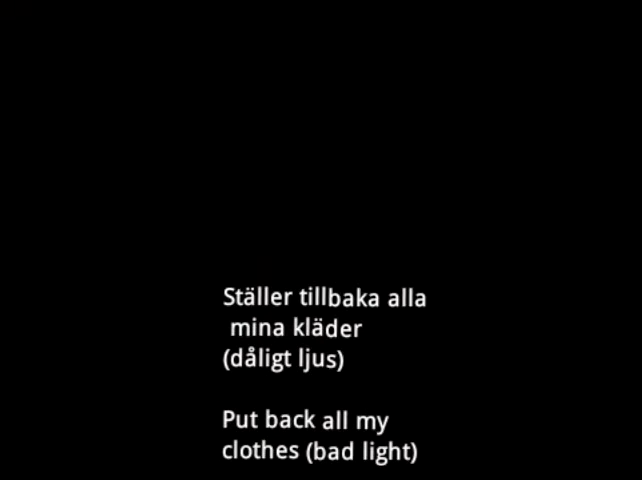 Ställer tillbaka alla
mina kläder
(dåligt ljus)
Put back all my
clothes (bad light)